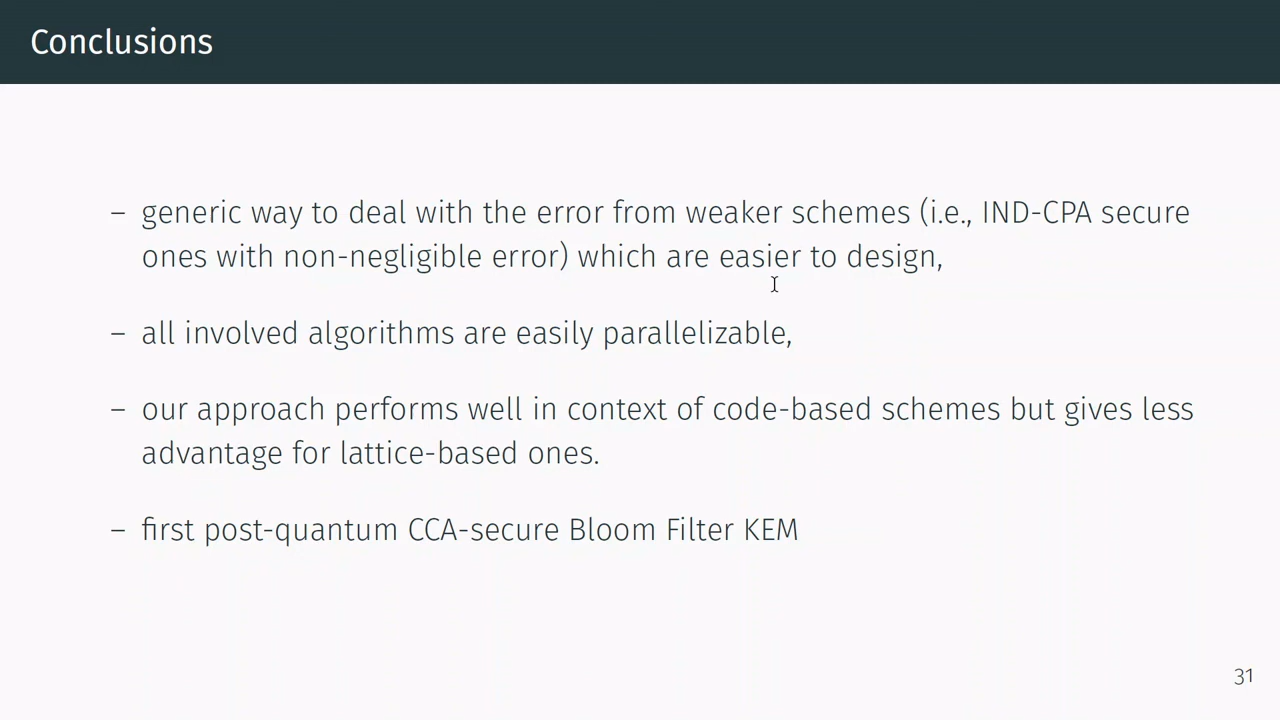 Conclusions
– generic way to deal with the error from weaker schemes (i.e., IND-CPA secure
ones with non-negligible error) which are easier to design,
– all involved algorithms are easily parallelizable,
– our approach performs well in context of code-based schemes but gives less
advantage for lattice-based ones.
– first post-quantum CCA-secure Bloom Filter KEM
31